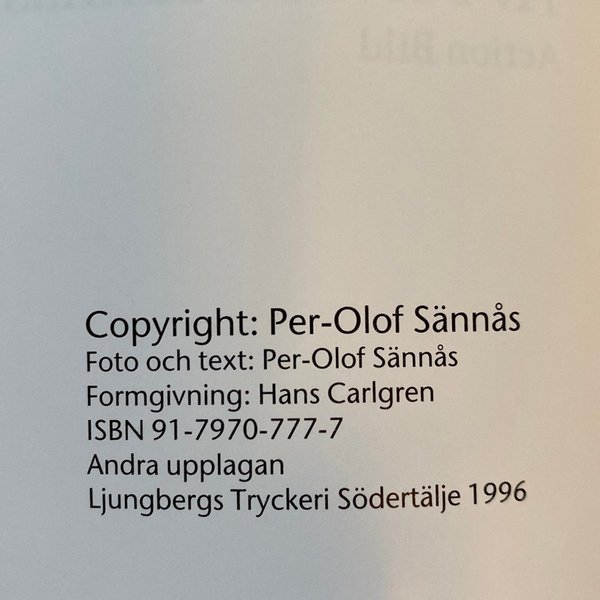 Copyright: Per-Olof Sännås
Foto och text: Per-Olof Sännås
Formgivning: Hans Carlgren
ISBN 91-7970-777-7
Andra upplagan
Ljungbergs Tryckeri Södertälje 1996